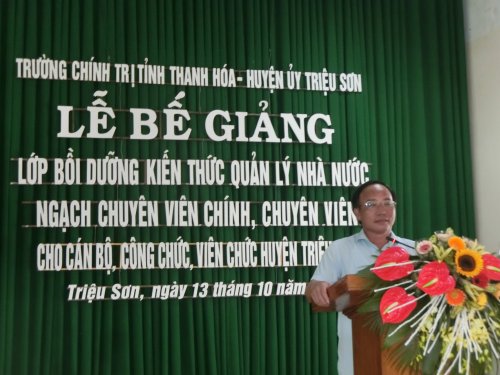 TRƯỜNG CHÍNH TRỊ TỈNH THANH HÓA- HUYỆN ỦY TRIỆU SƠN
LỄ BẾ GIẢNG
LỚP BỒI DƯỠNG KIẾN THỨC QUẢN LÝ NHÀ NƯỚC
NGẠCH CHUYÊN VIÊN CHÍNH, CHUYÊN VIÊN
CHO CÁN BỘ, CÔNG CHỨC, VIÊN CHỨC HUYỆN TRIỆU
Triệu Sơn, ngày 13 tháng 10 năm